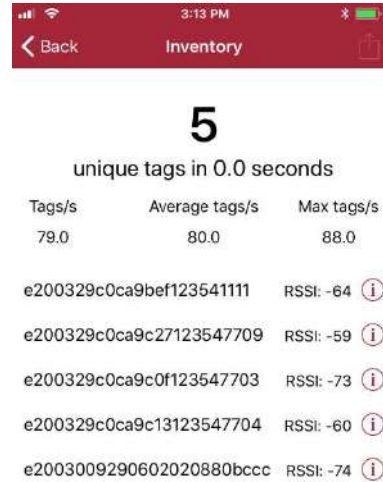 3:13 PM
Back Inventory
5
unique tags in 0.0 seconds
Tags/s Average tags/s Max tags/s
79.0 80.0 88.0
e200329c0ca9bef123541111 RSSI: -64
e200329c0ca9c27123547709 RSSI: -59
e200329c0ca9c0f123547703 RSSI: -73
e200329c0ca9c13123547704 RSSI: -60
e2003009290602020880bccc RSSI: -74